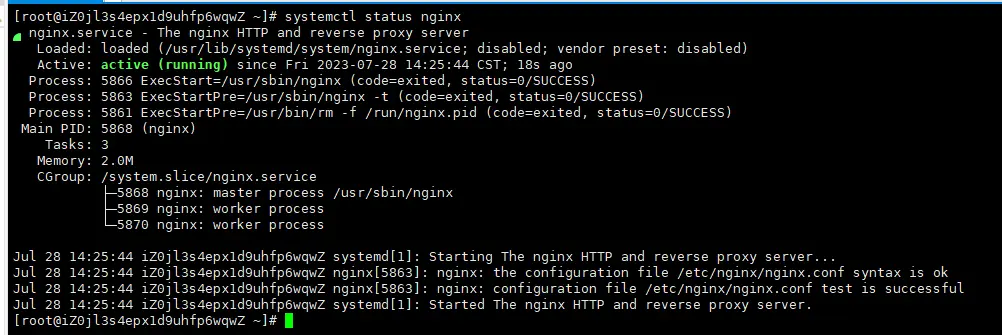 [root@iZ0jl3s4epx1d9uhfp6wqwZ ~]# systemctl status nginx
● nginx.service - The nginx HTTP and reverse proxy server
   Loaded: loaded (/usr/lib/systemd/system/nginx.service; disabled; vendor preset: disabled)
   Active: active (running) since Fri 2023-07-28 14:25:44 CST; 18s ago
  Process: 5866 ExecStart=/usr/sbin/nginx (code=exited, status=0/SUCCESS)
  Process: 5863 ExecStartPre=/usr/sbin/nginx -t (code=exited, status=0/SUCCESS)
  Process: 5861 ExecStartPre=/usr/bin/rm -f /run/nginx.pid (code=exited, status=0/SUCCESS)
 Main PID: 5868 (nginx)
    Tasks: 3
   Memory: 2.0M
   CGroup: /system.slice/nginx.service
           ├─5868 nginx: master process /usr/sbin/nginx
           ├─5869 nginx: worker process
           └─5870 nginx: worker process
Jul 28 14:25:44 iZ0jl3s4epx1d9uhfp6wqwZ systemd[1]: Starting The nginx HTTP and reverse proxy server...
Jul 28 14:25:44 iZ0jl3s4epx1d9uhfp6wqwZ nginx[5863]: nginx: the configuration file /etc/nginx/nginx.conf syntax is ok
Jul 28 14:25:44 iZ0jl3s4epx1d9uhfp6wqwZ nginx[5863]: nginx: configuration file /etc/nginx/nginx.conf test is successful
Jul 28 14:25:44 iZ0jl3s4epx1d9uhfp6wqwZ systemd[1]: Started The nginx HTTP and reverse proxy server.
[root@iZ0jl3s4epx1d9uhfp6wqwZ ~]#